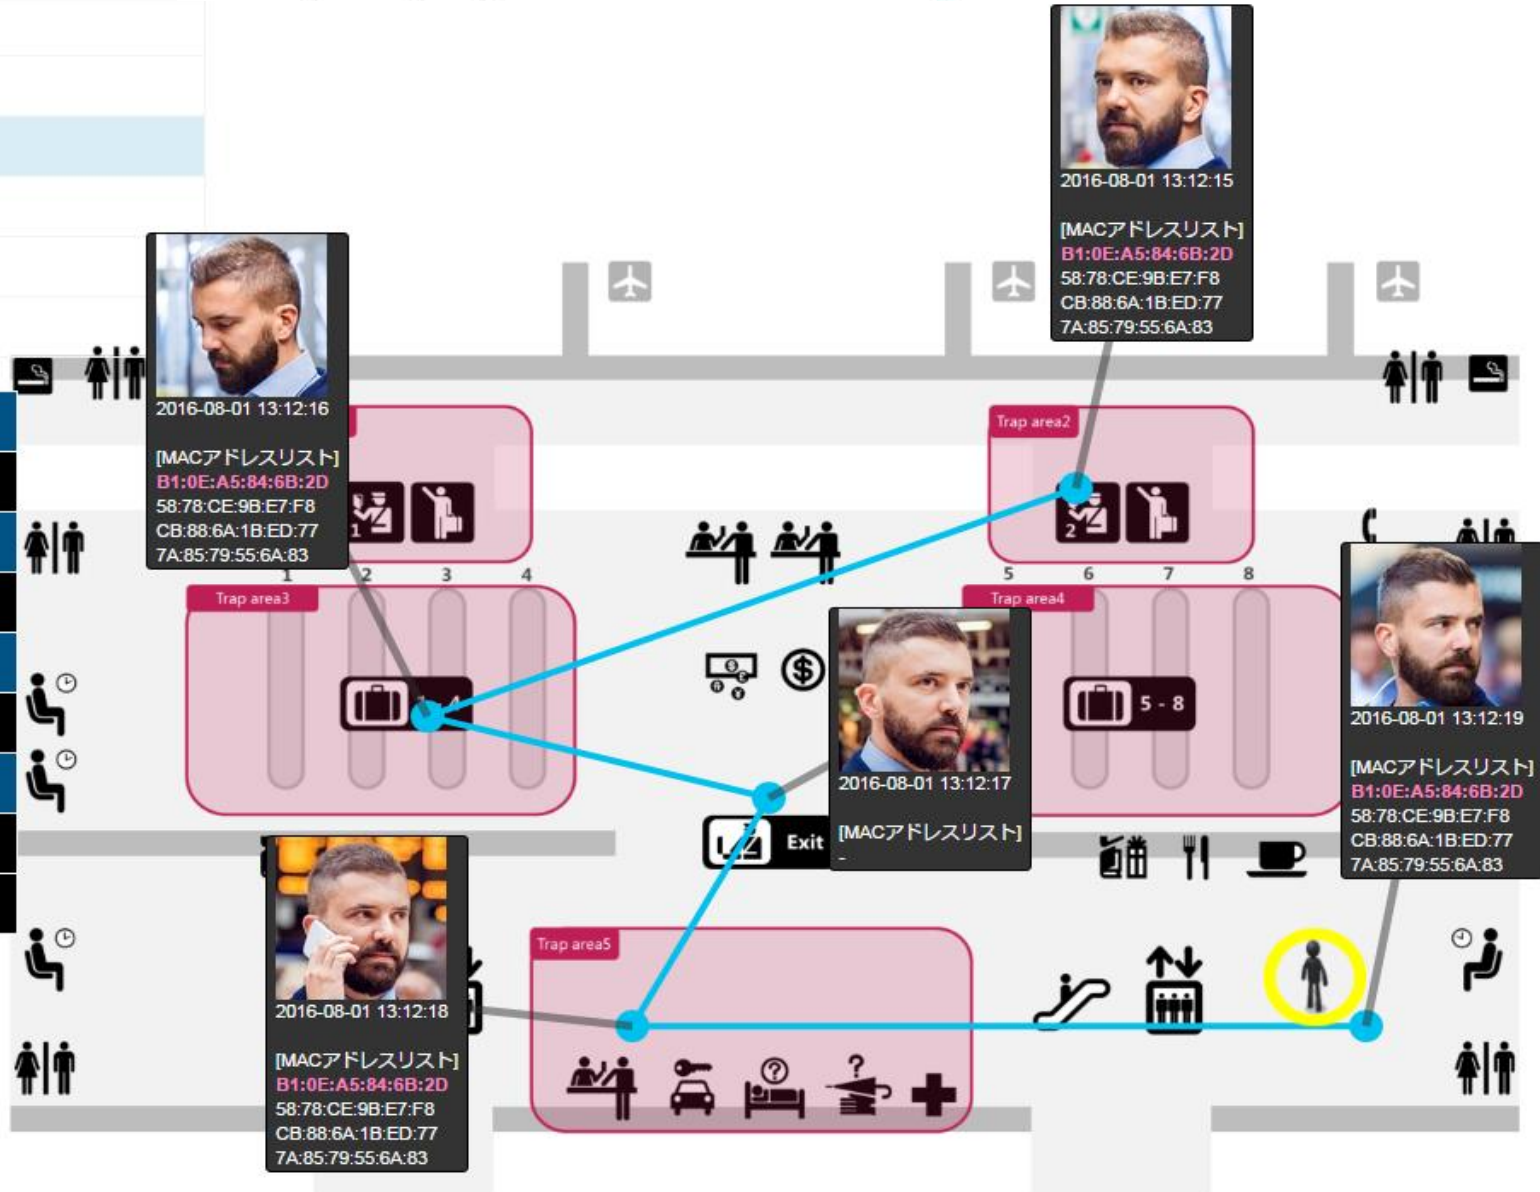 2016-08-01 13:12:15
[MACアドレスリスト]
B1:0E:A5:84:6B:2D
58:78:CE:9B:E7:F8
CB:88:6A:1B:ED:77
7A:85:79:55:6A:83
2016-08-01 13:12:16
[MACアドレスリスト]
B1:0E:A5:84:6B:2D
58:78:CE:9B:E7:F8
CB:88:6A:1B:ED:77
7A:85:79:55:6A:83
Trap area2
1
2
1 2 3 4
5 6 7 8
Trap area3
Trap area4
5 - 8
2016-08-01 13:12:19
[MACアドレスリスト]
B1:0E:A5:84:6B:2D
58:78:CE:9B:E7:F8
CB:88:6A:1B:ED:77
7A:85:79:55:6A:83
2016-08-01 13:12:17
[MACアドレスリスト]
-
Exit
Trap area5
2016-08-01 13:12:18
[MACアドレスリスト]
B1:0E:A5:84:6B:2D
58:78:CE:9B:E7:F8
CB:88:6A:1B:ED:77
7A:85:79:55:6A:83